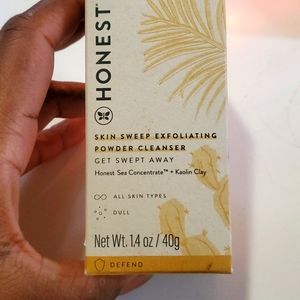 HONEST®
SKIN SWEEP EXFOLIATING
POWDER CLEANSER
GET SWEPT AWAY
Honest Sea Concentrate™ + Kaolin Clay
ALL SKIN TYPES
DULL
Net Wt. 1.4 oz / 40g
DEFEND